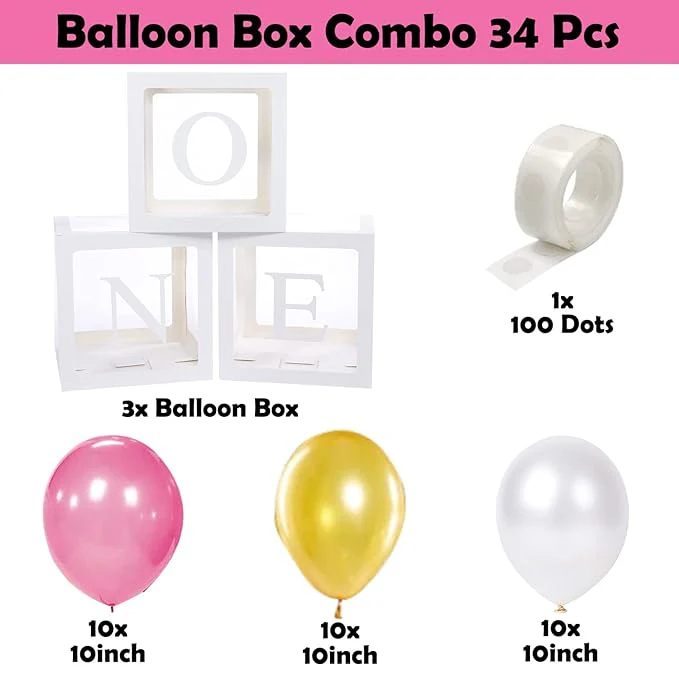 Balloon Box Combo 34 Pcs
O
N E
1x
100 Dots
3x Balloon Box
10x
10inch
10x
10inch
10x
10inch